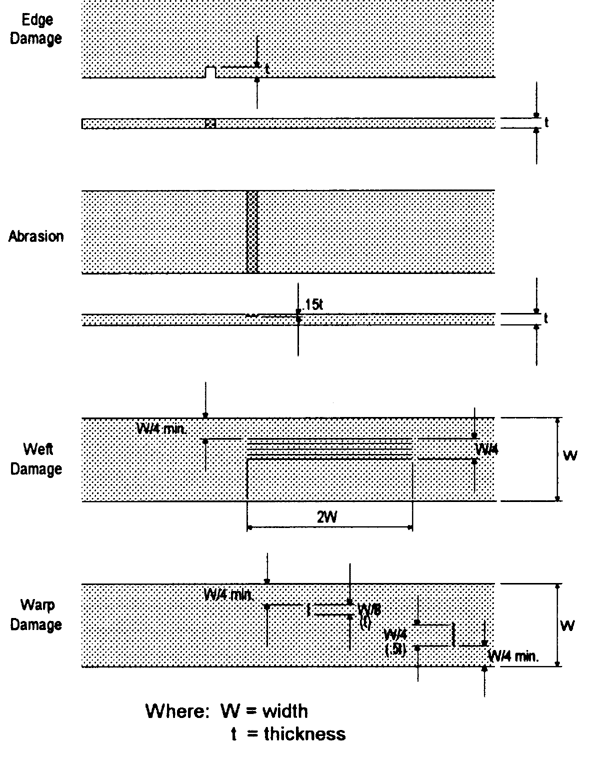 Edge
Damage
t
t
Abrasion
.15t
t
Weft
Damage
W/4 min.
W/4
W
2W
Warp
Damage
W/4 min.
W/8
(t)
W/4
(.5t)
W
W/4 min.
Where: W = width
t = thickness